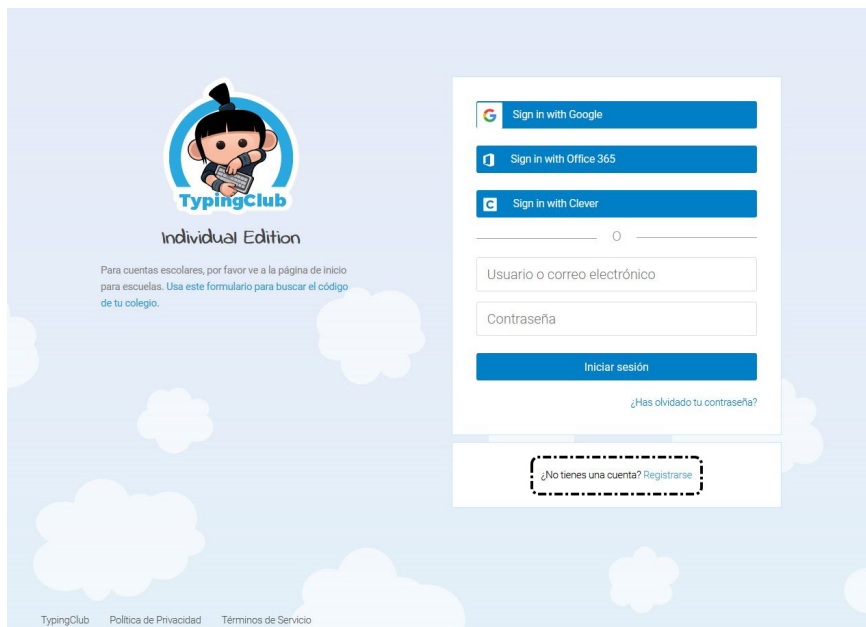 TypingClub
Individual Edition
Para cuentas escolares, por favor ve a la página de inicio
para escuelas. Usa este formulario para buscar el código
de tu colegio.
Sign in with Google
Sign in with Office 365
Sign in with Clever
O
Usuario o correo electrónico
Contraseña
Iniciar sesión
¿Has olvidado tu contraseña?
¿No tienes una cuenta? Registrarse
TypingClub Política de Privacidad Términos de Servicio